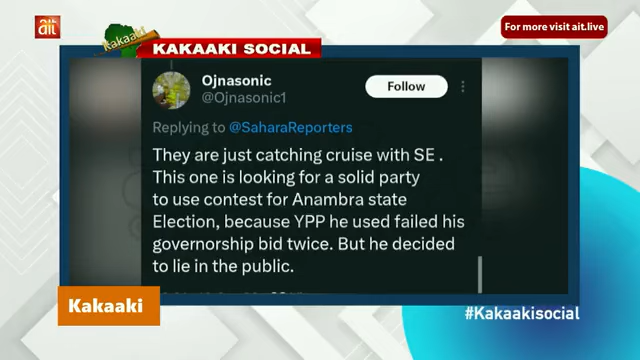 ait
For more visit ait.live
Kakaaki
KAKAAKI SOCIAL
Ojnasonic
@Ojnasonic1
Follow
Replying to @SaharaReporters
They are just catching cruise with SE .
This one is looking for a solid party
to use contest for Anambra state
Election, because YPP he used failed his
governorship bid twice. But he decided
to lie in the public.
Kakaaki
#Kakaakisocial